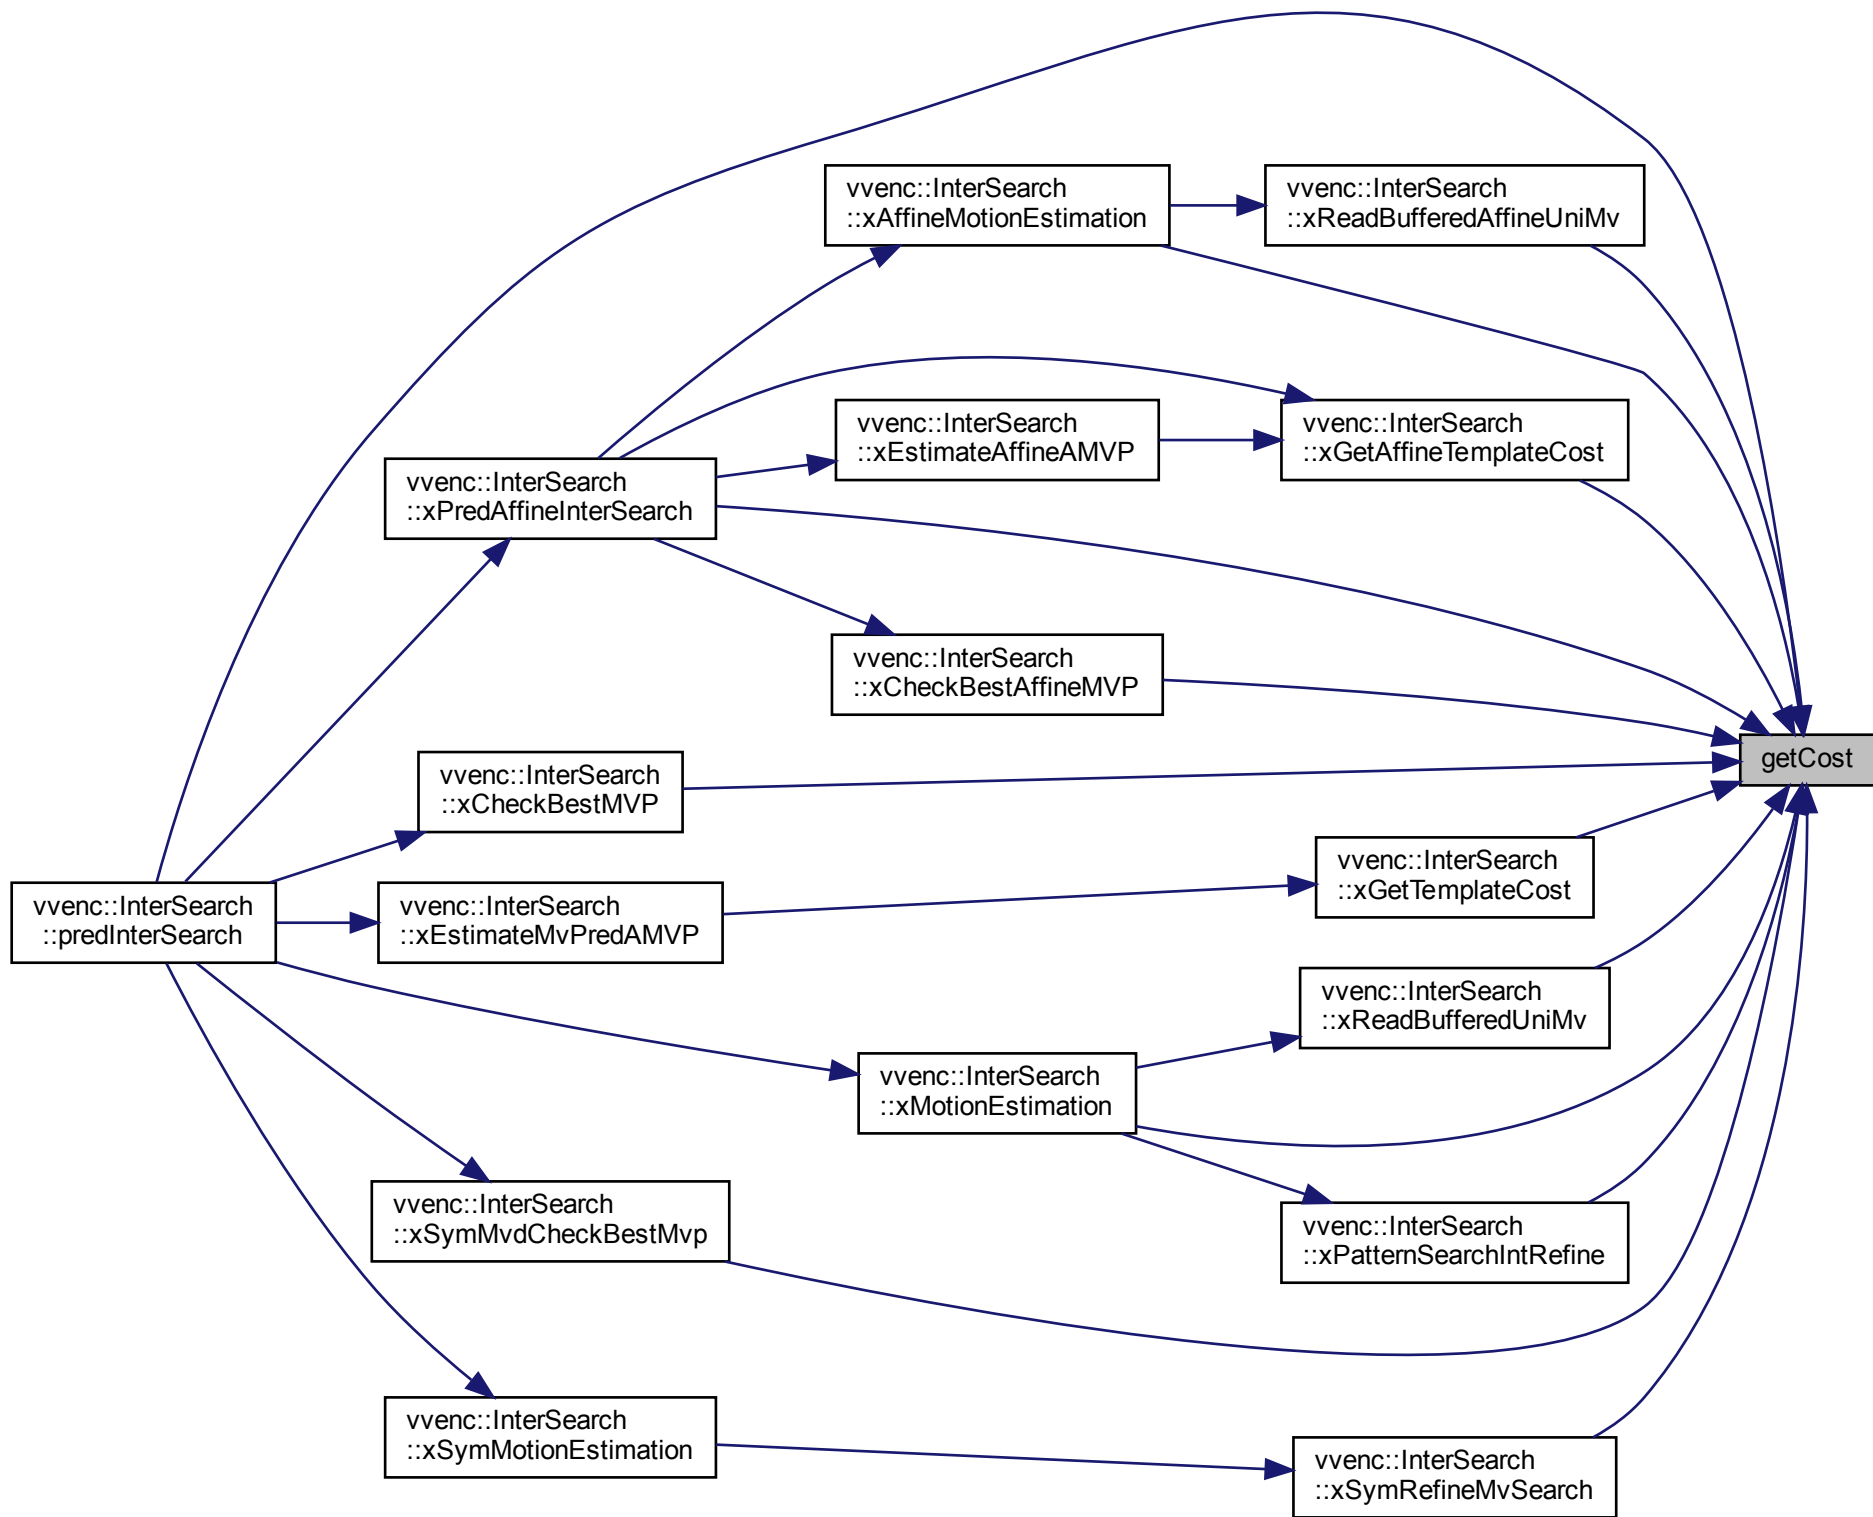 vvenc::InterSearch
::xAffineMotionEstimation
vvenc::InterSearch
::xReadBufferedAffineUniMv
vvenc::InterSearch
::xEstimateAffineAMVP
vvenc::InterSearch
::xGetAffineTemplateCost
vvenc::InterSearch
::xPredAffineInterSearch
vvenc::InterSearch
::xCheckBestAffineMVP
getCost
vvenc::InterSearch
::xCheckBestMVP
vvenc::InterSearch
::xGetTemplateCost
vvenc::InterSearch
::predInterSearch
vvenc::InterSearch
::xEstimateMvPredAMVP
vvenc::InterSearch
::xReadBufferedUniMv
vvenc::InterSearch
::xMotionEstimation
vvenc::InterSearch
::xSymMvdCheckBestMvp
vvenc::InterSearch
::xPatternSearchIntRefine
vvenc::InterSearch
::xSymMotionEstimation
vvenc::InterSearch
::xSymRefineMvSearch